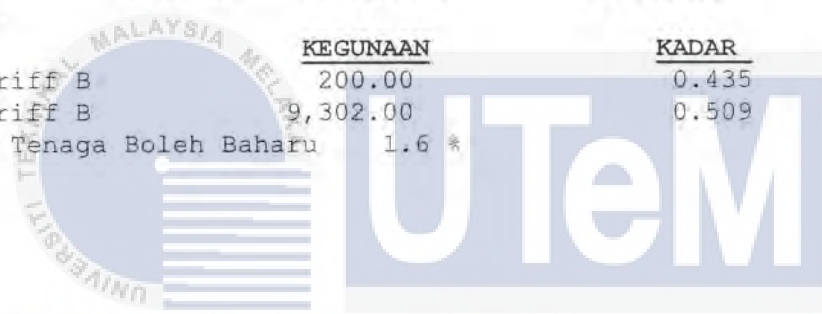 KEGUNAAN KADAR
riff B 200.00 0.435
riff B 9,302.00 0.509
Tenaga Boleh Baharu 1.6 %
UTeM
MALAYSIA
UNIVERSITI